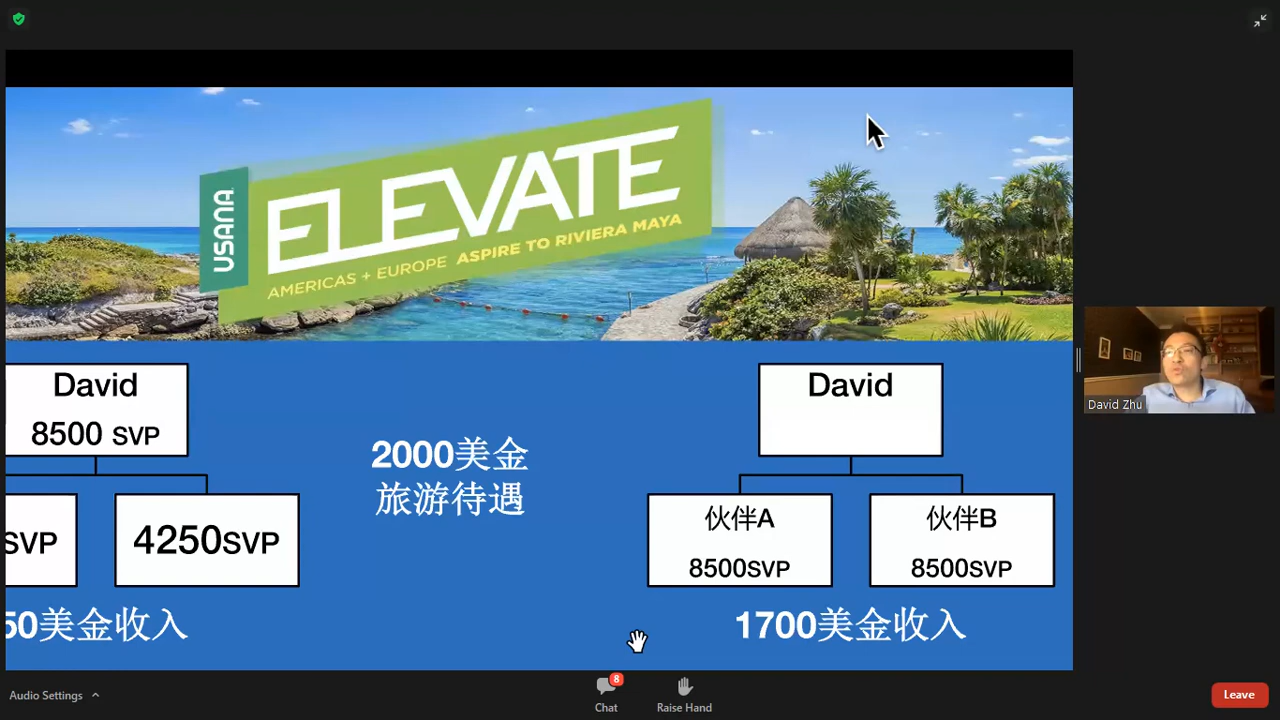 USANA
ELEVATE
AMERICAS + EUROPE ASPIRE TO RIVIERA MAYA
David
8500 SVP
SVP
4250SVP
50美金收入
2000美金
旅游待遇
David
伙伴A
8500SVP
伙伴B
8500SVP
1700美金收入
David Zhu
Audio Settings
8
Chat
Raise Hand
Leave